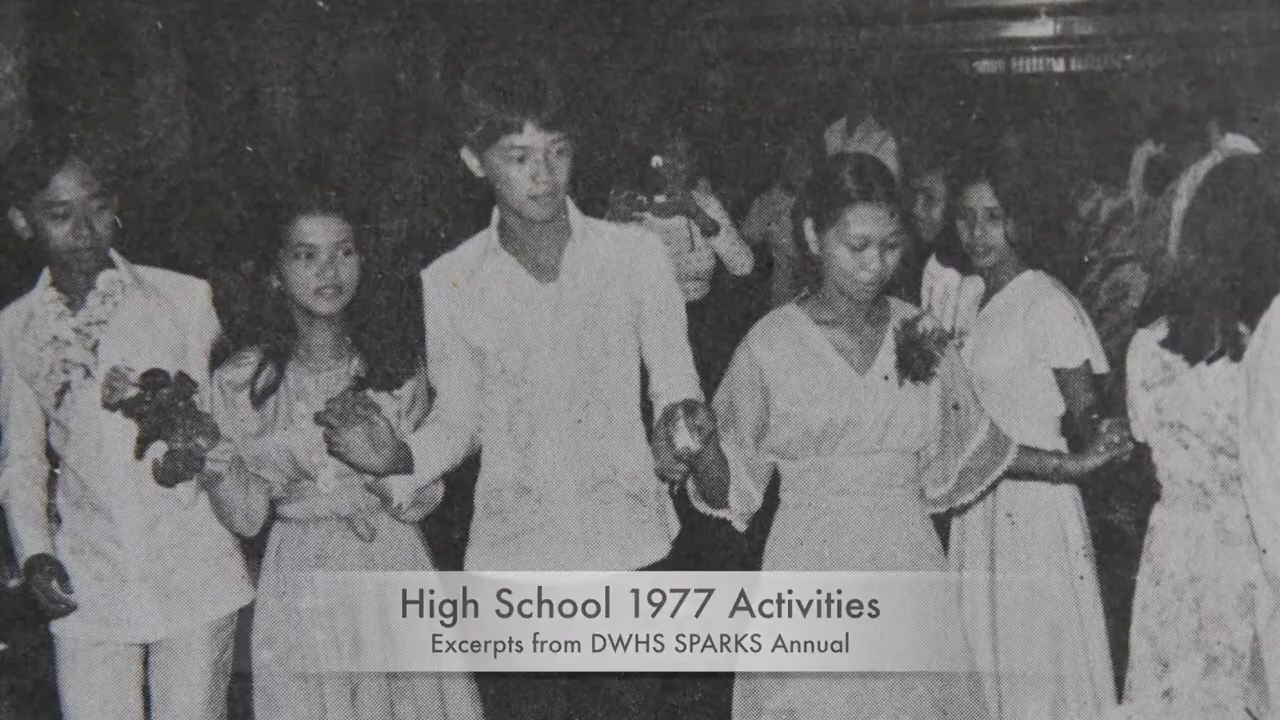 High School 1977 Activities
Excerpts from DWHS SPARKS Annual